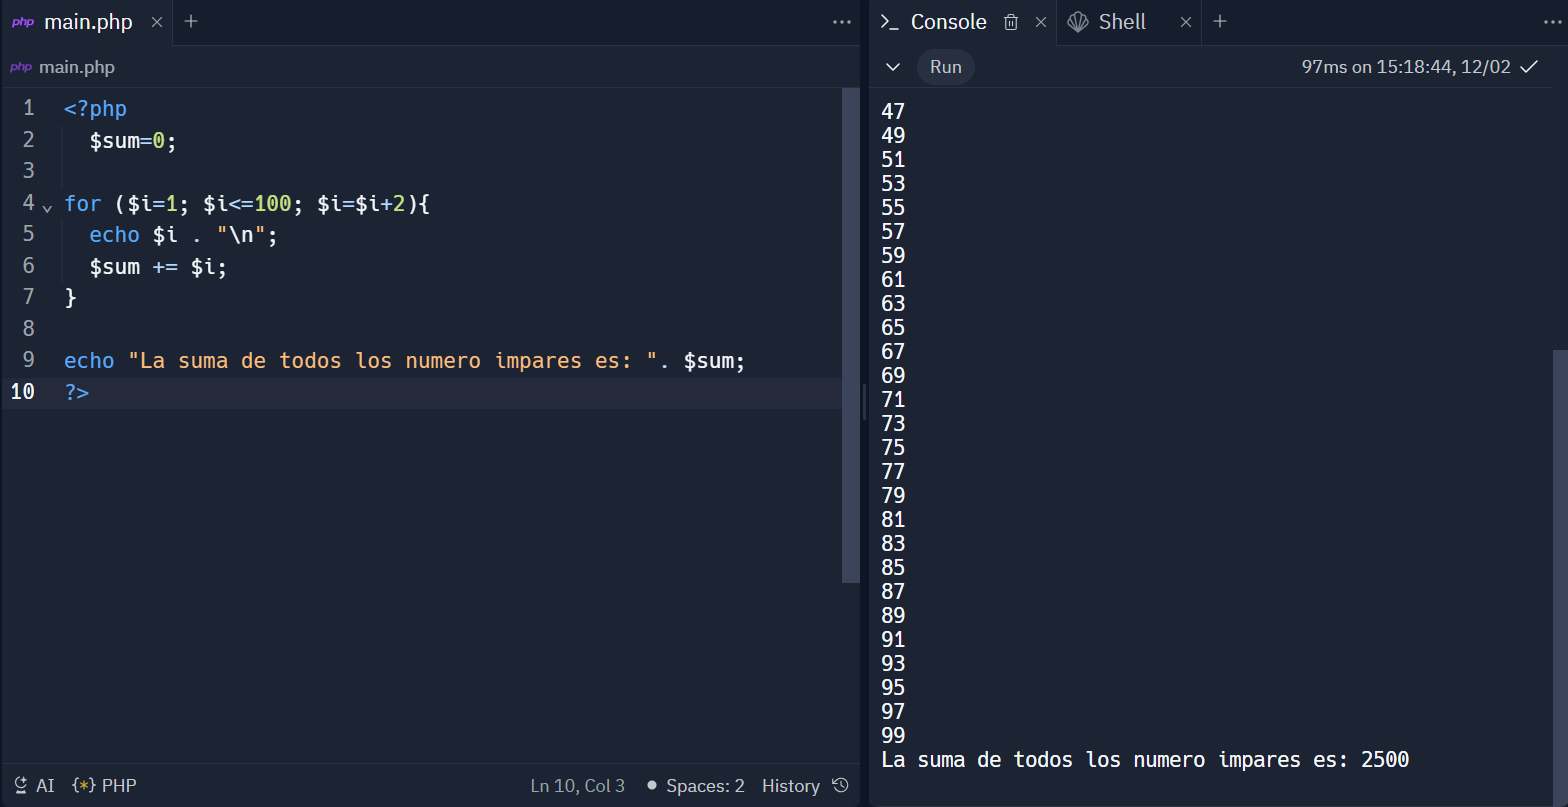 php main.php
php main.php
1 <?php
2 $sum=0;
3
4 for ($i=1; $i<=100; $i=$i+2){
5 echo $i . "\n";
6 $sum += $i;
7 }
8
9 echo "La suma de todos los numero impares es: ". $sum;
10 ?>
AI {*} PHP Ln 10, Col 3 Spaces: 2 History
>_ Console Shell
Run 97ms on 15:18:44, 12/02
47
49
51
53
55
57
59
61
63
65
67
69
71
73
75
77
79
81
83
85
87
89
91
93
95
97
99
La suma de todos los numero impares es: 2500